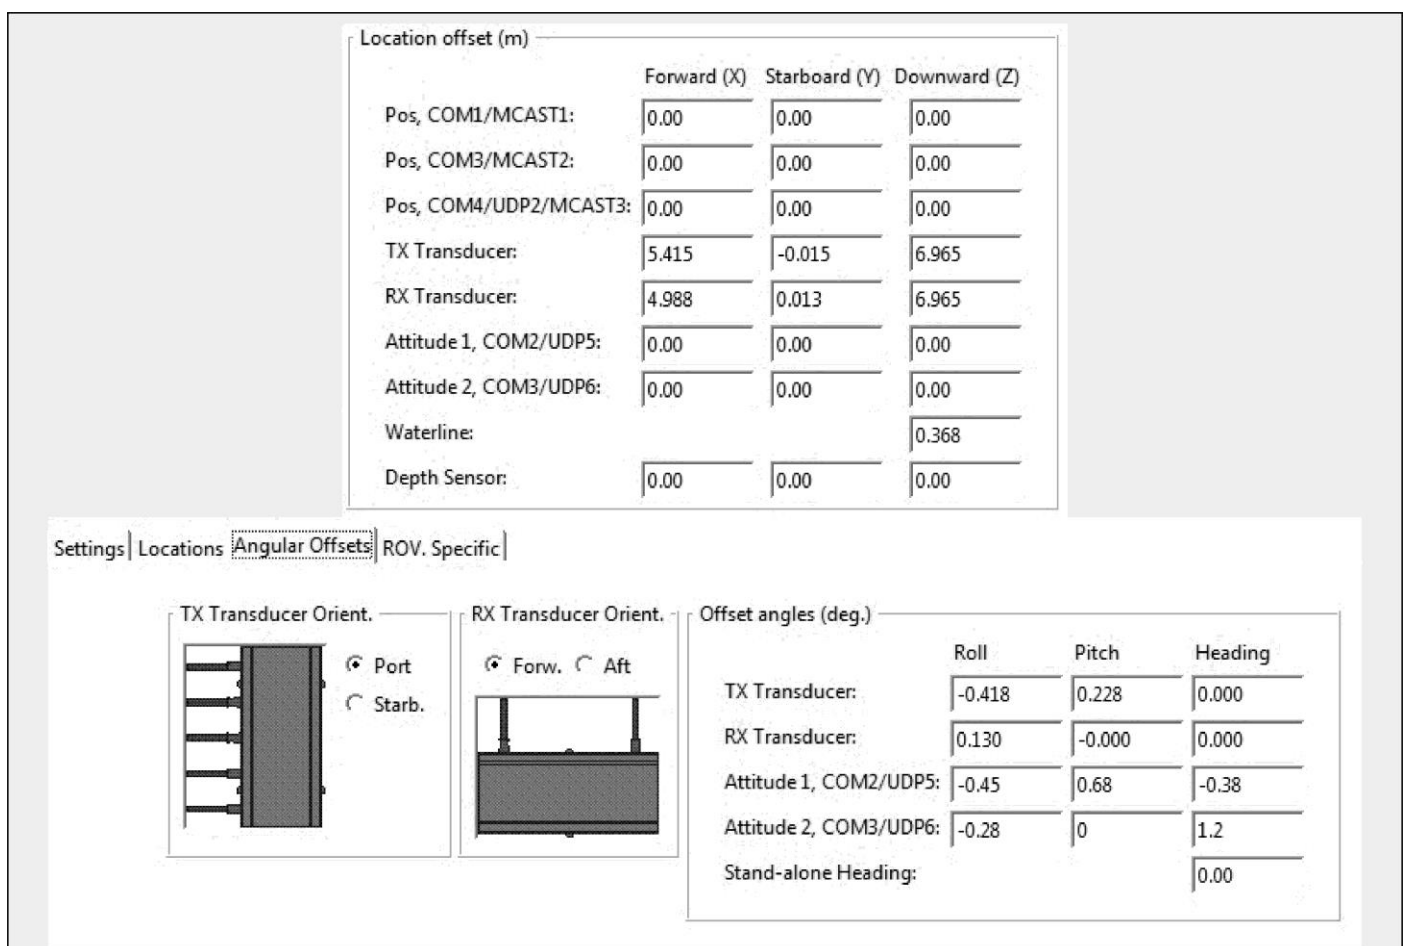 Location offset (m)
Forward (X) Starboard (Y) Downward (Z)
Pos, COM1/MCAST1: 0.00 0.00 0.00
Pos, COM3/MCAST2: 0.00 0.00 0.00
Pos, COM4/UDP2/MCAST3: 0.00 0.00 0.00
TX Transducer: 5.415 -0.015 6.965
RX Transducer: 4.988 0.013 6.965
Attitude 1, COM2/UDP5: 0.00 0.00 0.00
Attitude 2, COM3/UDP6: 0.00 0.00 0.00
Waterline: 0.368
Depth Sensor: 0.00 0.00 0.00
Settings Locations Angular Offsets ROV. Specific
TX Transducer Orient.
Port
Starb.
RX Transducer Orient.
Forw. Aft
Offset angles (deg.)
Roll Pitch Heading
TX Transducer: -0.418 0.228 0.000
RX Transducer: 0.130 -0.000 0.000
Attitude 1, COM2/UDP5: -0.45 0.68 -0.38
Attitude 2, COM3/UDP6: -0.28 0 1.2
Stand-alone Heading: 0.00